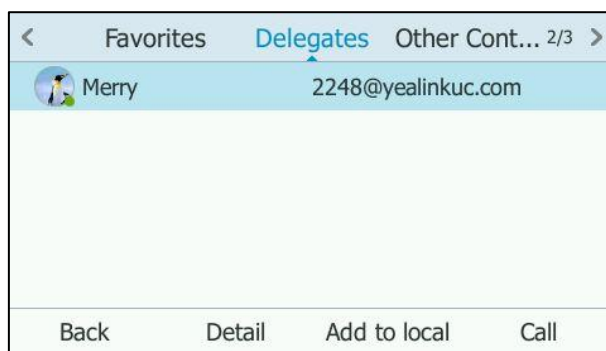 < Favorites Delegates Other Cont... 2/3 >
Merry 2248@yealinkuc.com
Back Detail Add to local Call